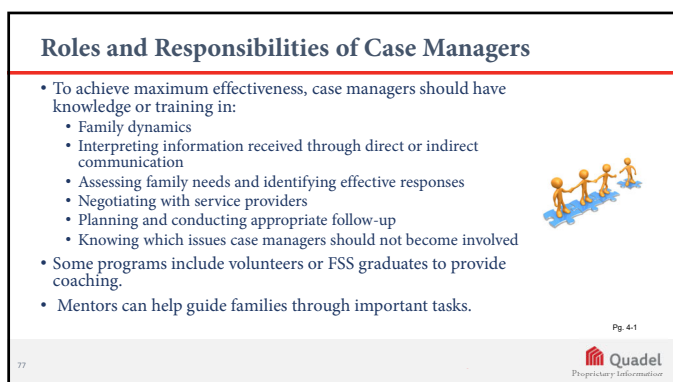 Roles and Responsibilities of Case Managers
• To achieve maximum effectiveness, case managers should have
knowledge or training in:
• Family dynamics
• Interpreting information received through direct or indirect
communication
• Assessing family needs and identifying effective responses
• Negotiating with service providers
• Planning and conducting appropriate follow-up
• Knowing which issues case managers should not become involved
• Some programs include volunteers or FSS graduates to provide
coaching.
• Mentors can help guide families through important tasks.
Pg. 4-1
77
Quadel
Proprietary Information